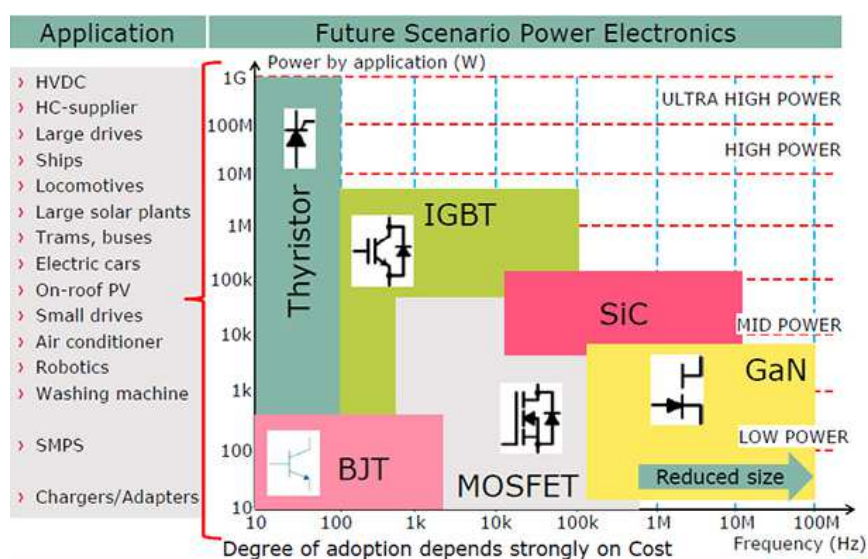 Application
Future Scenario Power Electronics
› HVDC
› HC-supplier
› Large drives
› Ships
› Locomotives
› Large solar plants
› Trams, buses
› Electric cars
› On-roof PV
› Small drives
› Air conditioner
› Robotics
› Washing machine
› SMPS
› Chargers/Adapters
Power by application (W)
1G
100M
10M
1M
100k
10k
1k
100
10
ULTRA HIGH POWER
HIGH POWER
MID POWER
LOW POWER
Thyristor
IGBT
SiC
GaN
BJT
MOSFET
Reduced size
10 100 1k 10k 100k 1M 10M 100M
Frequency (Hz)
Degree of adoption depends strongly on Cost